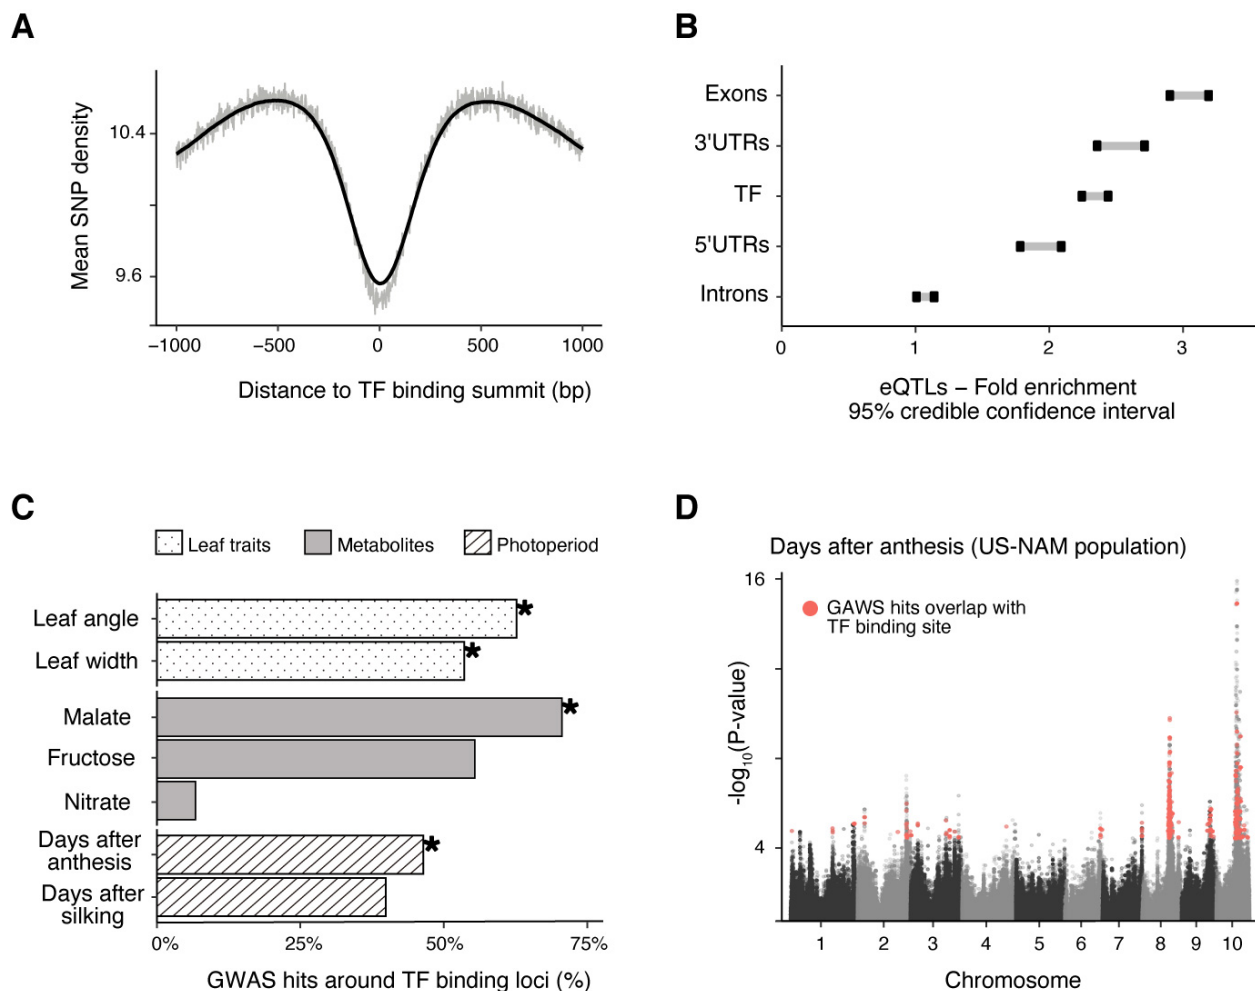 A
Mean SNP density
10.4
9.6
−1000
−500
0
500
1000
Distance to TF binding summit (bp)
B
Exons
3'UTRs
TF
5'UTRs
Introns
0
1
2
3
eQTLs – Fold enrichment
95% credible confidence interval
C
Leaf traits
Metabolites
Photoperiod
Leaf angle
*
Leaf width
*
Malate
*
Fructose
Nitrate
Days after
anthesis
*
Days after
silking
0%
25%
50%
75%
GWAS hits around TF binding loci (%)
D
Days after anthesis (US-NAM population)
16
GAWS hits overlap with
TF binding site
-log10(P-value)
4
1
2
3
4
5
6
7
8
9
10
Chromosome